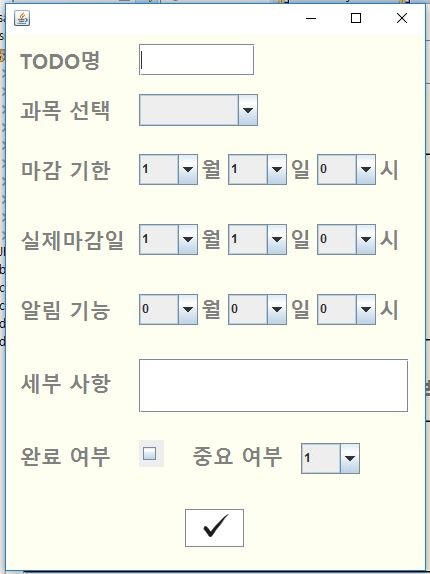 TODO명
과목 선택
마감 기한 1 월 1 일 0 시
실제마감일 1 월 1 일 0 시
알림 기능 0 월 0 일 0 시
세부 사항
완료 여부 중요 여부 1